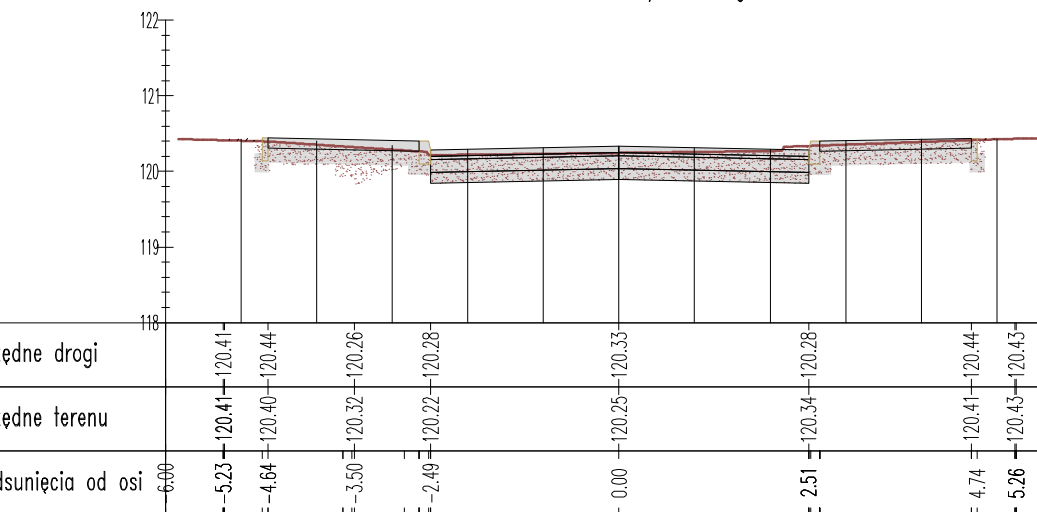 122
121
120
119
118
ędne drogi
120.41 120.44 120.26 120.28 120.33 120.28 120.44 120.43
ędne terenu
120.41 120.40 120.32 120.22 120.25 120.34 120.41 120.43
dsunięcia od osi
6.00 -5.23 -4.64 -3.50 -2.49 0.00 2.51 4.74 5.26